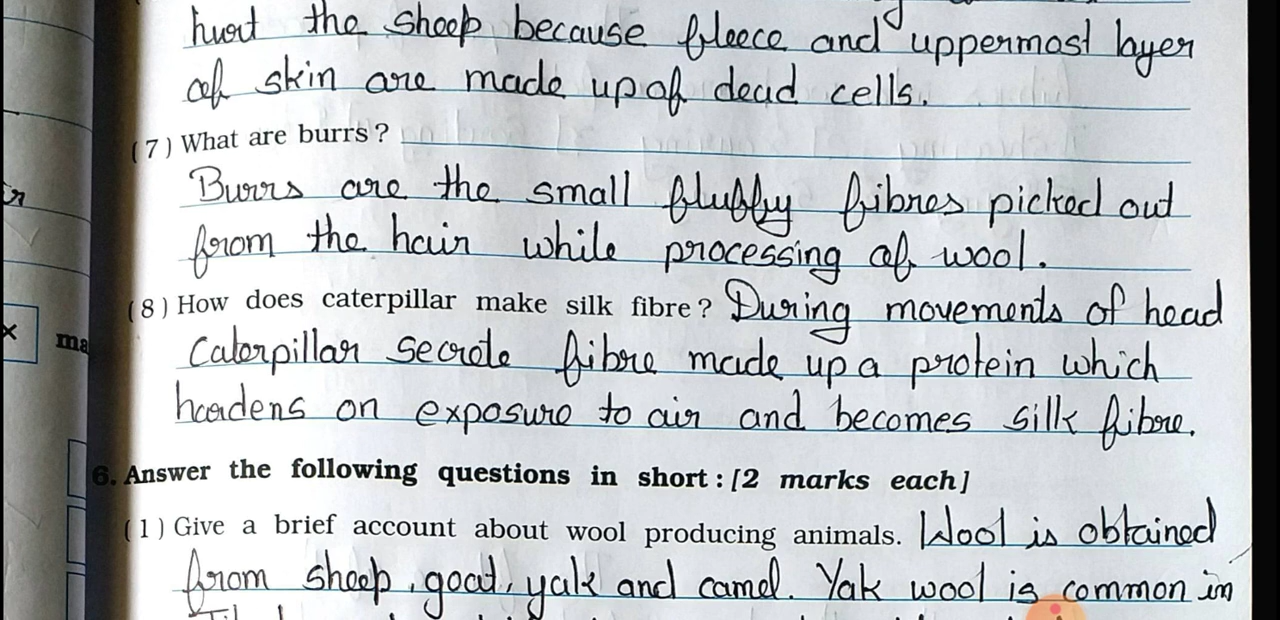 hurt the sheep because fleece and uppermost layer
of skin are made up of dead cells.
(7) What are burrs?
Burrs are the small fluffy fibres picked out
from the hair while processing of wool.
(8) How does caterpillar make silk fibre? During movements of head
Caterpillar secrete fibre made up a protein which
hardens on exposure to air and becomes silk fibre.
6. Answer the following questions in short : [2 marks each]
(1) Give a brief account about wool producing animals. Wool is obtained
from sheep, goat, yak and camel. Yak wool is common in